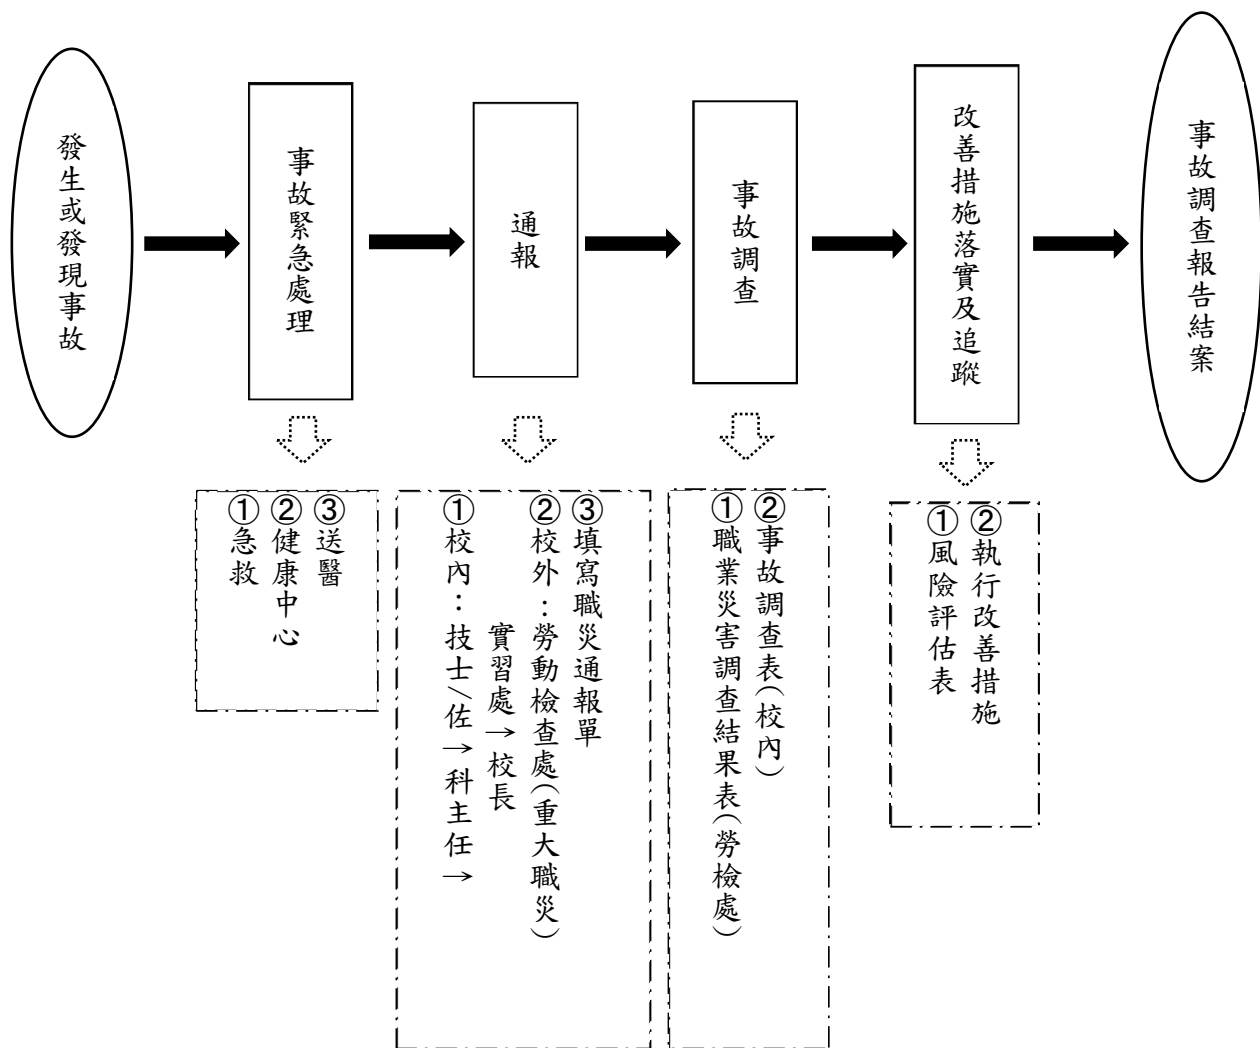 發生或發現事故
事故緊急處理
通報
事故調查
改善措施落實及追蹤
事故調查報告結案
①急救
②健康中心
③送醫
①校內：技士/佐→科主任→
實習處→校長
②校外：勞動檢查處(重大職災)
③填寫職災通報單
①職業災害調查結果表(勞檢處)
②事故調查表(校內)
①風險評估表
②執行改善措施